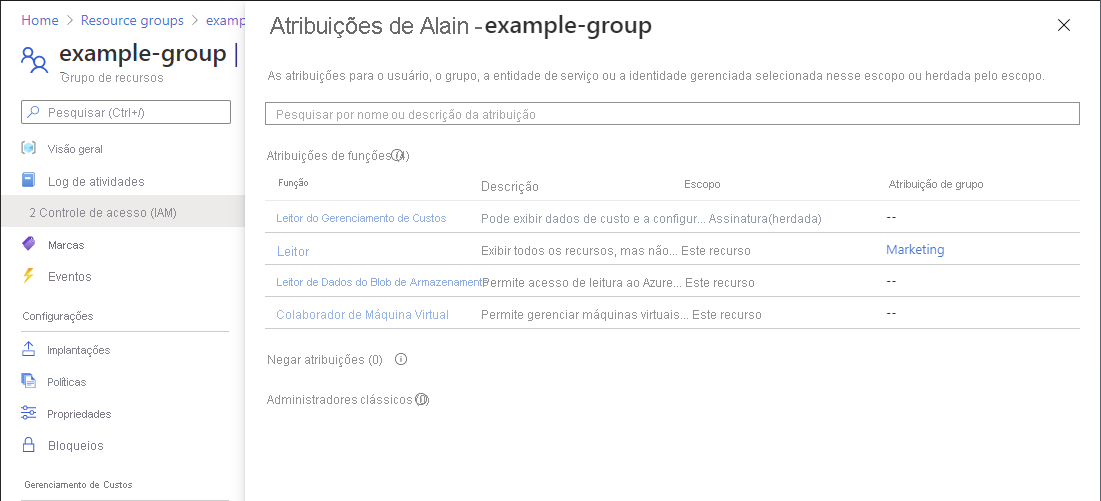 Home > Resource groups > examp
example-group |
Grupo de recursos
Pesquisar (Ctrl+/)
Visão geral
Log de atividades
2 Controle de acesso (IAM)
Marcas
Eventos
Configurações
Implantações
Políticas
Propriedades
Bloqueios
Gerenciamento de Custos
Atribuições de Alain -example-group
As atribuições para o usuário, o grupo, a entidade de serviço ou a identidade gerenciada selecionada nesse escopo ou herdada pelo escopo.
Pesquisar por nome ou descrição da atribuição
Atribuições de funções (4)
Função Descrição Escopo Atribuição de grupo
Leitor do Gerenciamento de Custos Pode exibir dados de custo e a configur... Assinatura(herdada) --
Leitor Exibir todos os recursos, mas não... Este recurso Marketing
Leitor de Dados do Blob de Armazenamento Permite acesso de leitura ao Azure... Este recurso --
Colaborador de Máquina Virtual Permite gerenciar máquinas virtuais... Este recurso --
Negar atribuições (0)
Administradores clássicos (0)